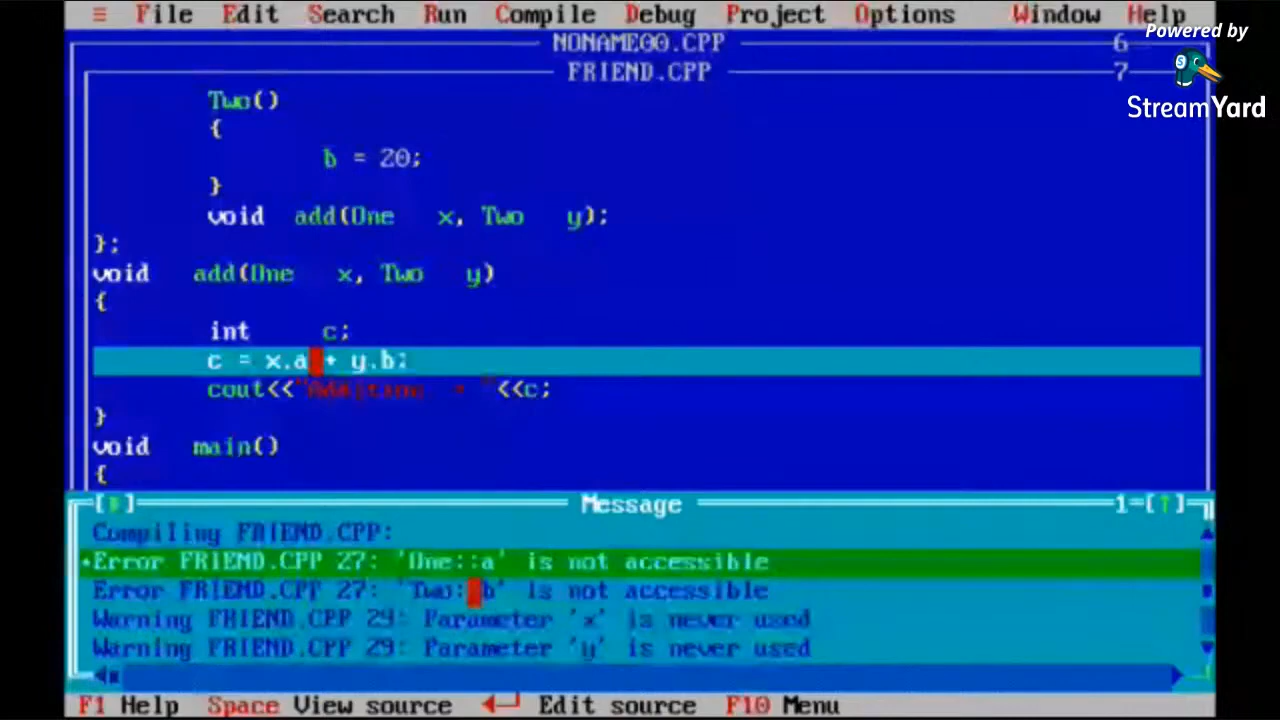 ≡ File Edit Search Run Compile Debug Project Options Window Help
Powered by
StreamYard
NONAME00.CPP 6
FRIEND.CPP 7
Two()
{
b = 20;
}
void add(One x, Two y);
};
void add(One x, Two y)
{
int c;
c = x.a + y.b;
cout<<" = "<<c;
}
void main()
{
Message 1=[↑]
Compiling FRIEND.CPP:
•Error FRIEND.CPP 27: 'One::a' is not accessible
Error FRIEND.CPP 27: 'Two::b' is not accessible
Warning FRIEND.CPP 29: Parameter 'x' is never used
Warning FRIEND.CPP 29: Parameter 'y' is never used
F1 Help Space View source ◄┘ Edit source F10 Menu